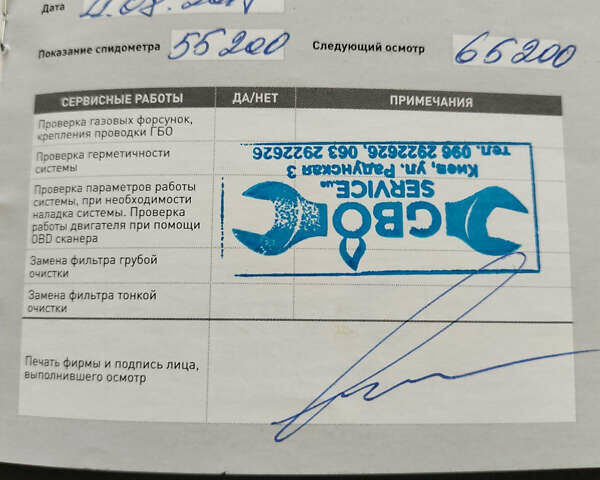 Дата
Показание спидометра 55200 Следующий осмотр 65200
СЕРВИСНЫЕ РАБОТЫ ДА/НЕТ ПРИМЕЧАНИЯ
Проверка газовых форсунок,
крепления проводки ГБО
Проверка герметичности
системы
Проверка параметров работы
системы, при необходимости
наладка системы. Проверка
работы двигателя при помощи
OBD сканера
Замена фильтра грубой
очистки
Замена фильтра тонкой
очистки
Печать фирмы и подпись лица,
выполнившего осмотр
GBO
SERVICE.ua
Киев, ул. Радунская 3
тел. 096 2922626, 063 2922626